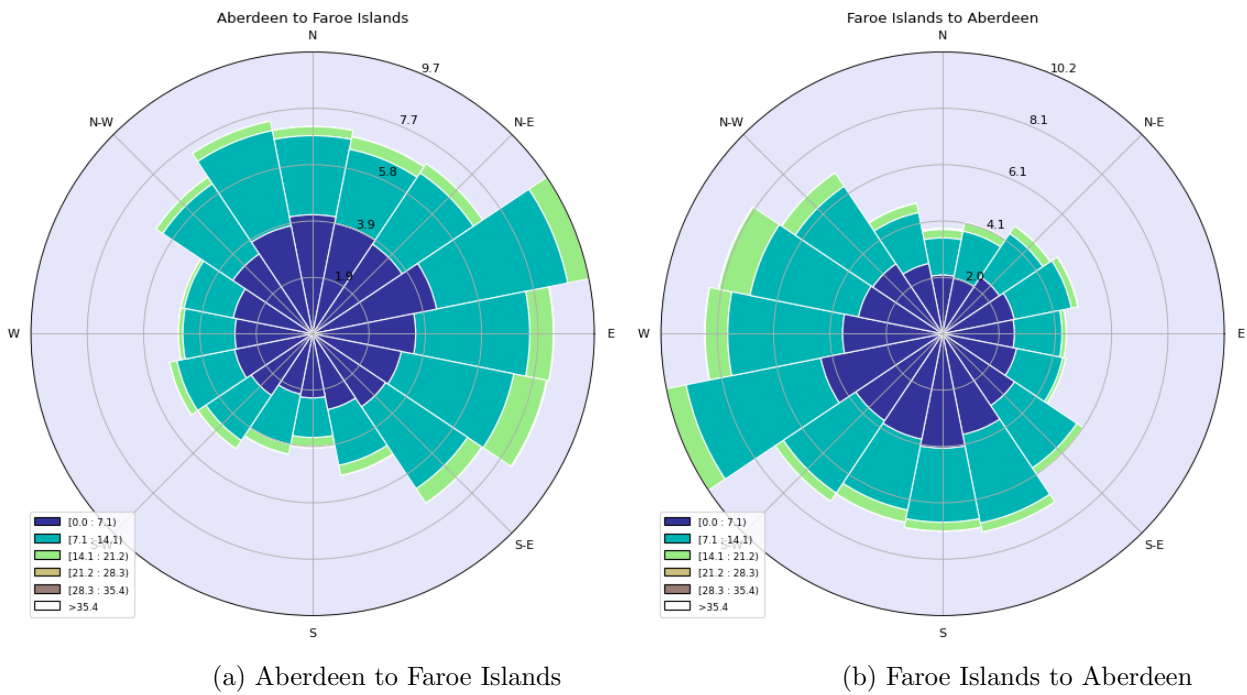 Aberdeen to Faroe Islands
N
9.7
N-W
7.7
N-E
5.8
3.9
1.9
W
E
[0.0 : 7.1)
[7.1 : 14.1)
S-W
[14.1 : 21.2)
[21.2 : 28.3)
[28.3 : 35.4)
>35.4
S-E
S
(a) Aberdeen to Faroe Islands
Faroe Islands to Aberdeen
N
10.2
N-W
8.1
N-E
6.1
4.1
2.0
W
E
[0.0 : 7.1)
[7.1 : 14.1)
S-W
[14.1 : 21.2)
[21.2 : 28.3)
[28.3 : 35.4)
>35.4
S-E
S
(b) Faroe Islands to Aberdeen